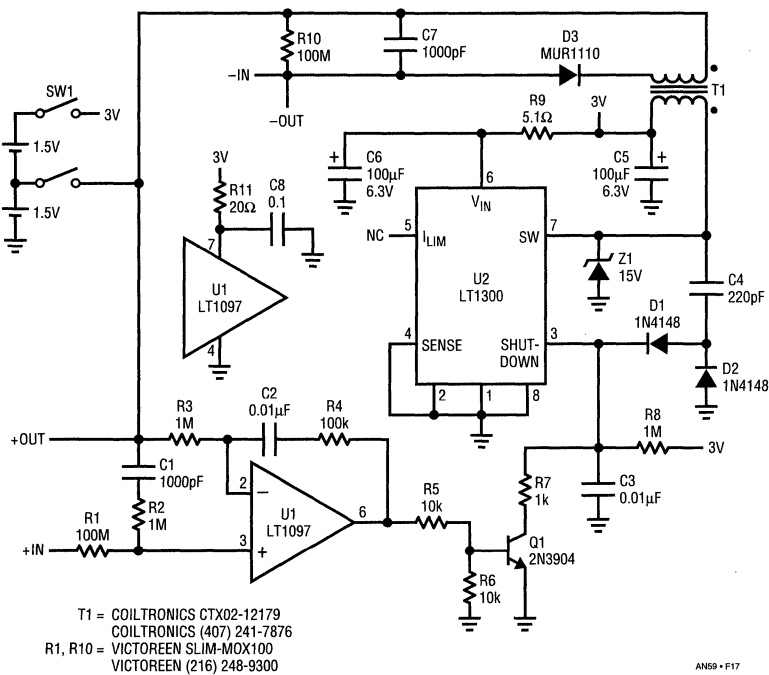 C7
1000pF
R10
100M
D3
MUR1110
–IN
–OUT
T1
SW1
3V
1.5V
1.5V
R9
5.1Ω
3V
C6
100µF
6.3V
+
C5
100µF
6.3V
+
3V
R11
20Ω
C8
0.1
7
U1
LT1097
4
6
VIN
NC
5
ILIM
SW
7
U2
LT1300
4
SENSE
SHUT-
DOWN
3
2
1
8
Z1
15V
C4
220pF
D1
1N4148
D2
1N4148
R8
1M
3V
C3
0.01µF
R7
1k
Q1
2N3904
+OUT
R3
1M
C2
0.01µF
R4
100k
C1
1000pF
R2
1M
R1
100M
+IN
2
–
U1
LT1097
3
+
6
R5
10k
R6
10k
T1 = COILTRONICS CTX02-12179
COILTRONICS (407) 241-7876
R1, R10 = VICTOREEN SLIM-MOX100
VICTOREEN (216) 248-9300
AN59 • F17